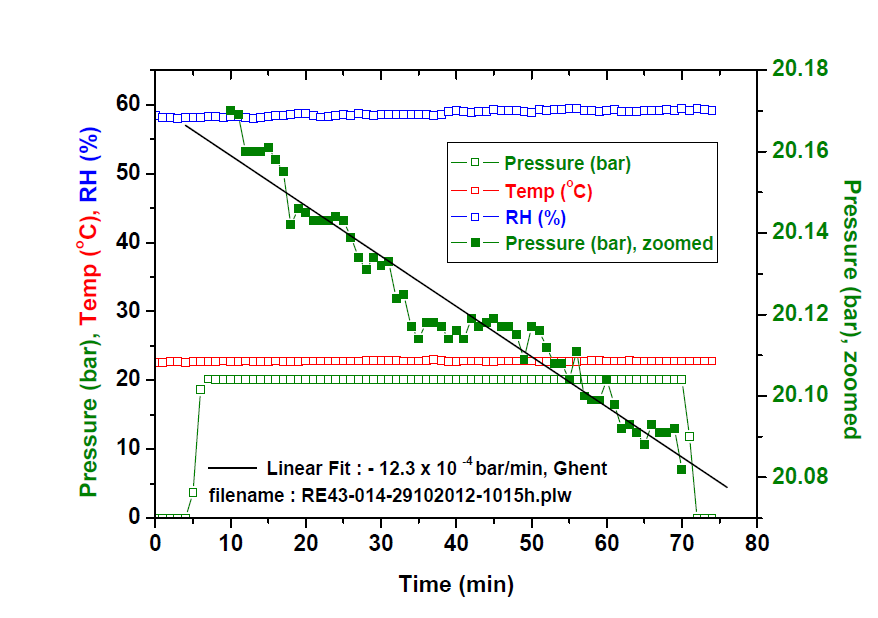 20.18
60
20.16
50
20.14
40
30
20.12
20
20.10
10
20.08
0
Pressure (bar), Temp (°C), RH (%)
Pressure (bar)
Temp (°C)
RH (%)
Pressure (bar), zoomed
Pressure (bar), zoomed
Linear Fit : - 12.3 x 10 ⁻⁴ bar/min, Ghent
filename : RE43-014-29102012-1015h.plw
0 10 20 30 40 50 60 70 80
Time (min)